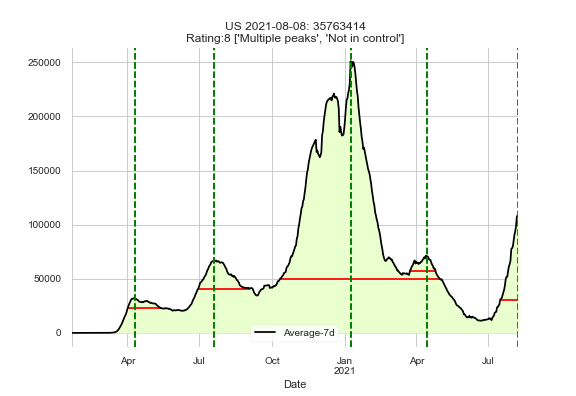 US 2021-08-08: 35763414
Rating:8 ['Multiple peaks', 'Not in control']
250000
200000
150000
100000
50000
0
Average-7d
Apr Jul Oct Jan Apr Jul
2021
Date